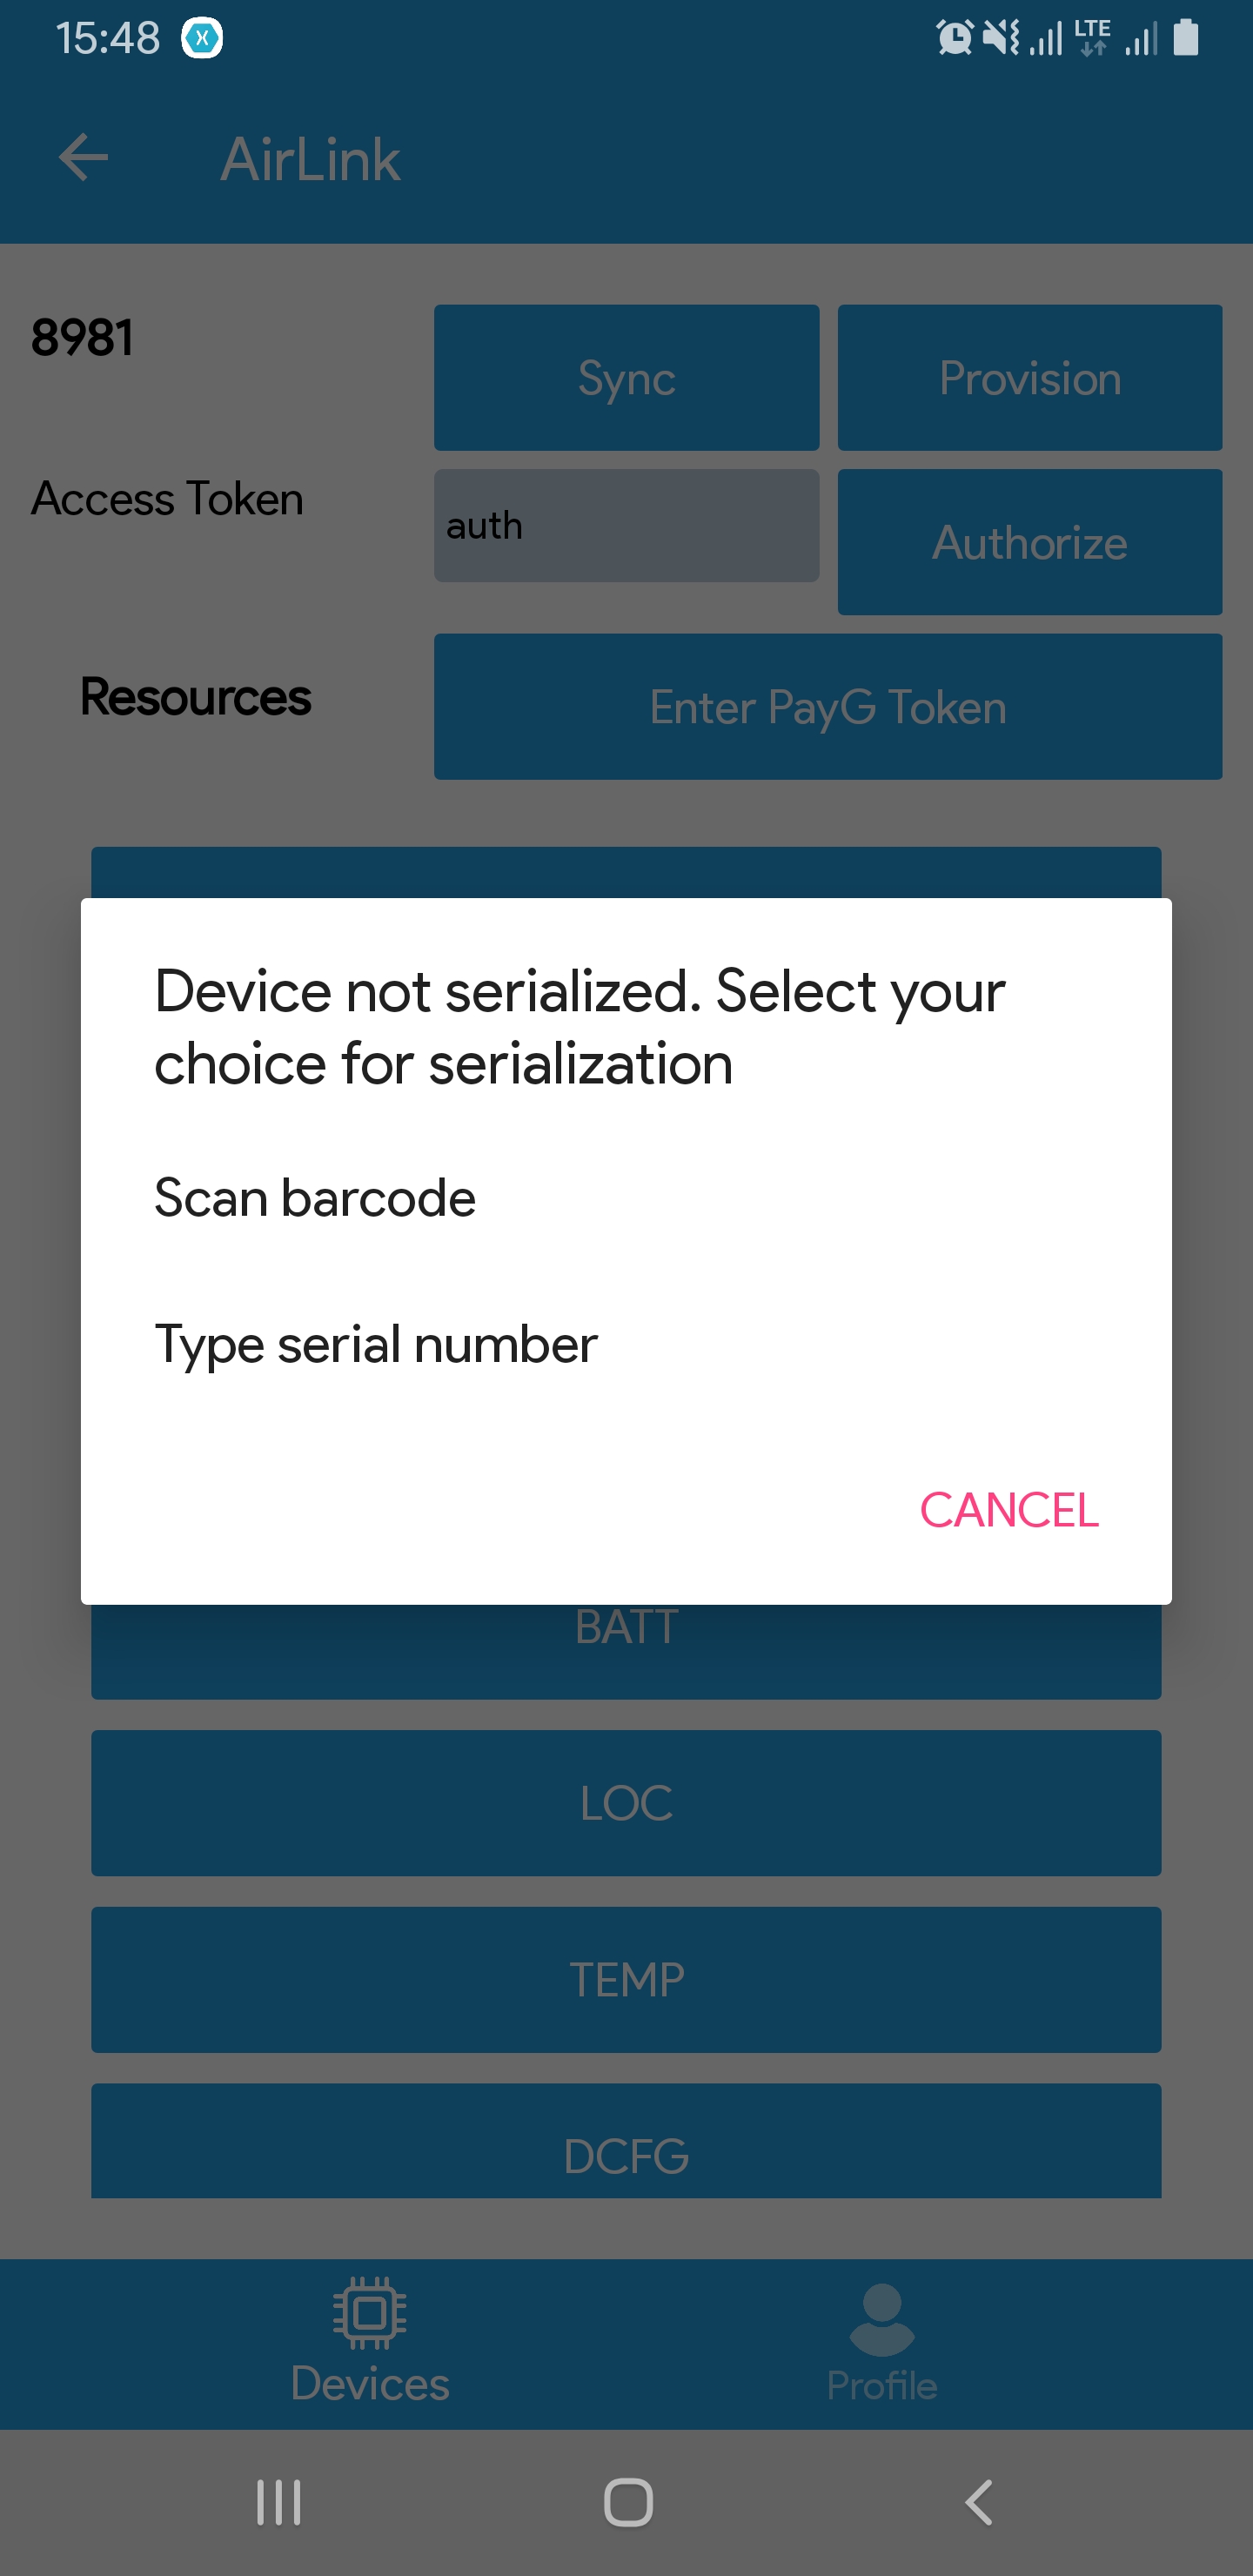 15:48
LTE
AirLink
8981
Sync
Provision
Access Token
auth
Authorize
Resources
Enter PayG Token
Device not serialized. Select your
choice for serialization
Scan barcode
Type serial number
CANCEL
BATT
LOC
TEMP
DCFG
Devices
Profile